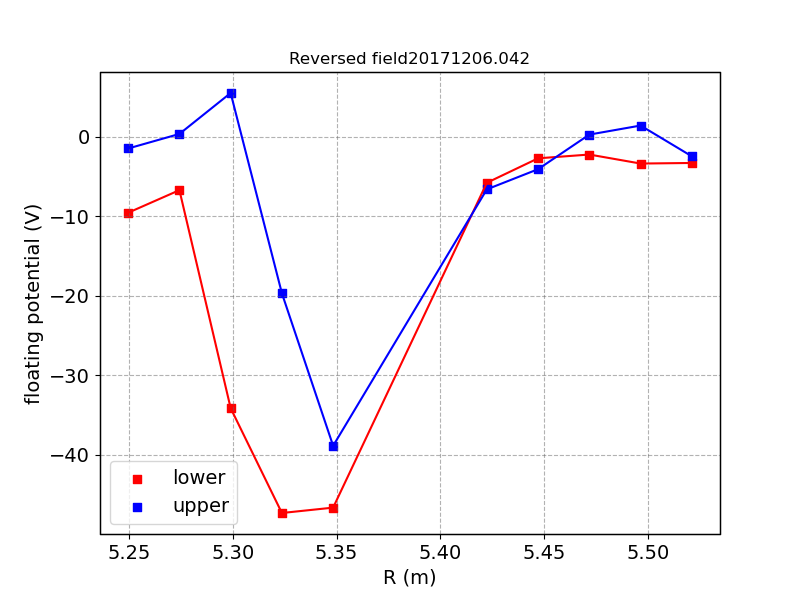 Reversed field20171206.042
floating potential (V)
0
−10
−20
−30
−40
lower
upper
5.25 5.30 5.35 5.40 5.45 5.50
R (m)